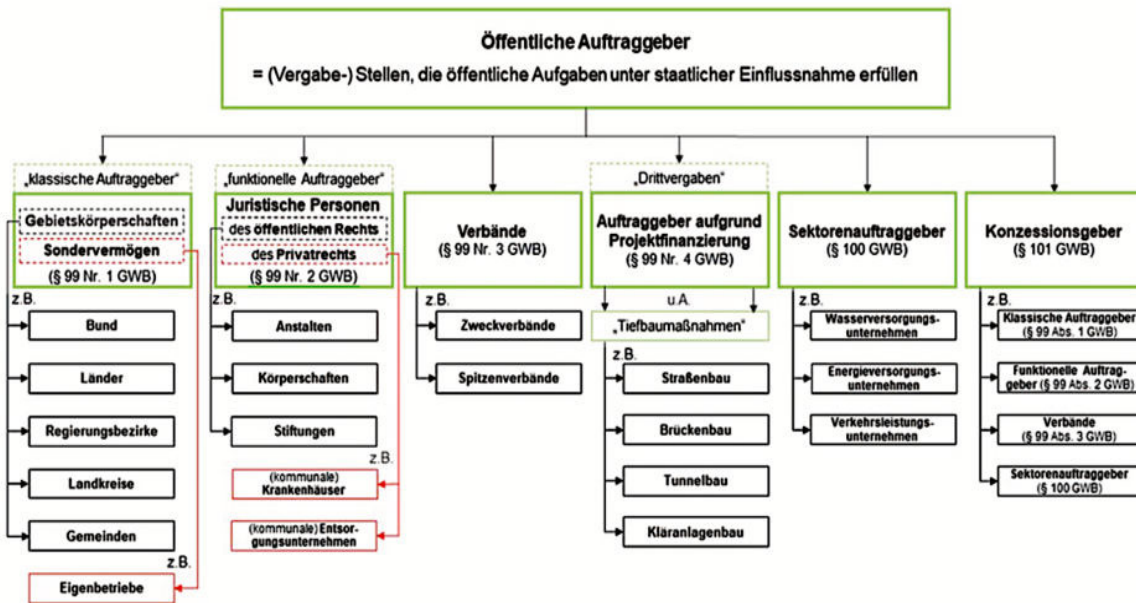 Öffentliche Auftraggeber
= (Vergabe-) Stellen, die öffentliche Aufgaben unter staatlicher Einflussnahme erfüllen
„klassische Auftraggeber“
Gebietskörperschaften
Sondervermögen
(§ 99 Nr. 1 GWB)
z.B.
Bund
Länder
Regierungsbezirke
Landkreise
Gemeinden
z.B.
Eigenbetriebe
„funktionelle Auftraggeber“
Juristische Personen
des öffentlichen Rechts
des Privatrechts
(§ 99 Nr. 2 GWB)
z.B.
Anstalten
Körperschaften
Stiftungen
z.B.
(kommunale)
Krankenhäuser
(kommunale) Entsor-
gungsunternehmen
Verbände
(§ 99 Nr. 3 GWB)
z.B.
Zweckverbände
Spitzenverbände
„Drittvergaben“
Auftraggeber aufgrund
Projektfinanzierung
(§ 99 Nr. 4 GWB)
u.A.
„Tiefbaumaßnahmen“
z.B.
Straßenbau
Brückenbau
Tunnelbau
Kläranlagenbau
Sektorenauftraggeber
(§ 100 GWB)
z.B.
Wasserversorgungs-
unternehmen
Energieversorgungs-
unternehmen
Verkehrsleistungs-
unternehmen
Konzessionsgeber
(§ 101 GWB)
z.B.
Klassische Auftraggeber
(§ 99 Abs. 1 GWB)
Funktionelle Auftrag-
geber (§ 99 Abs. 2 GWB)
Verbände
(§ 99 Abs. 3 GWB)
Sektorenauftraggeber
(§ 100 GWB)